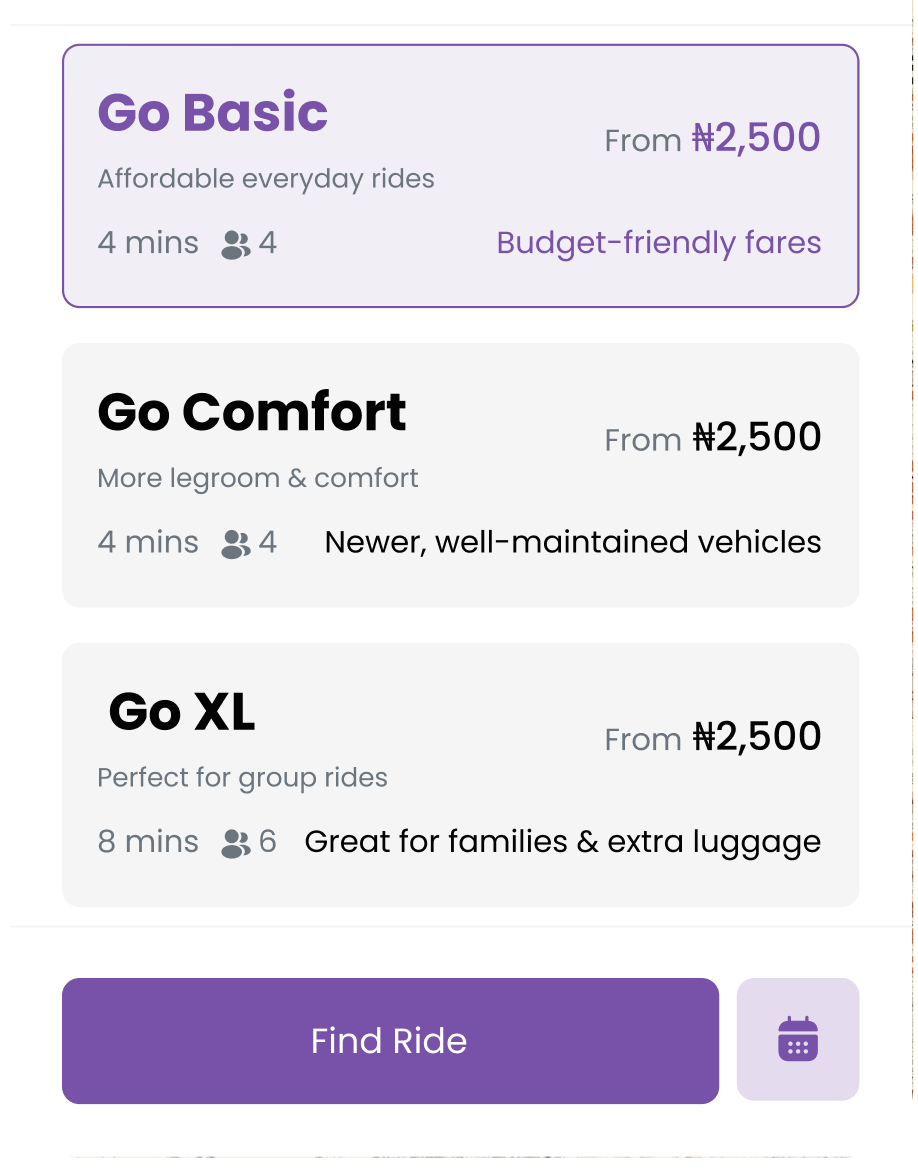 Go Basic
From ₦2,500
Affordable everyday rides
4 mins 4 Budget-friendly fares
Go Comfort
From ₦2,500
More legroom & comfort
4 mins 4 Newer, well-maintained vehicles
Go XL
From ₦2,500
Perfect for group rides
8 mins 6 Great for families & extra luggage
Find Ride